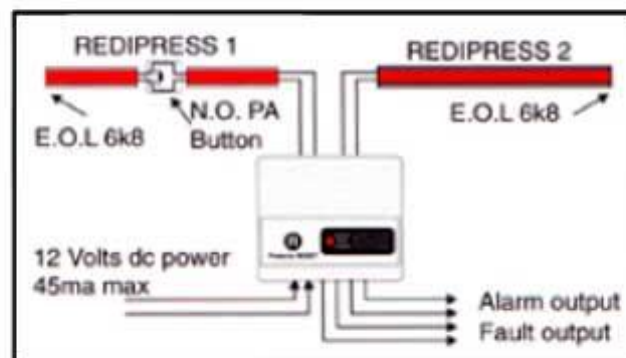 REDIPRESS 1
REDIPRESS 2
E.O.L 6k8
N.O. PA
Button
E.O.L 6k8
12 Volts dc power
45ma max
Alarm output
Fault output